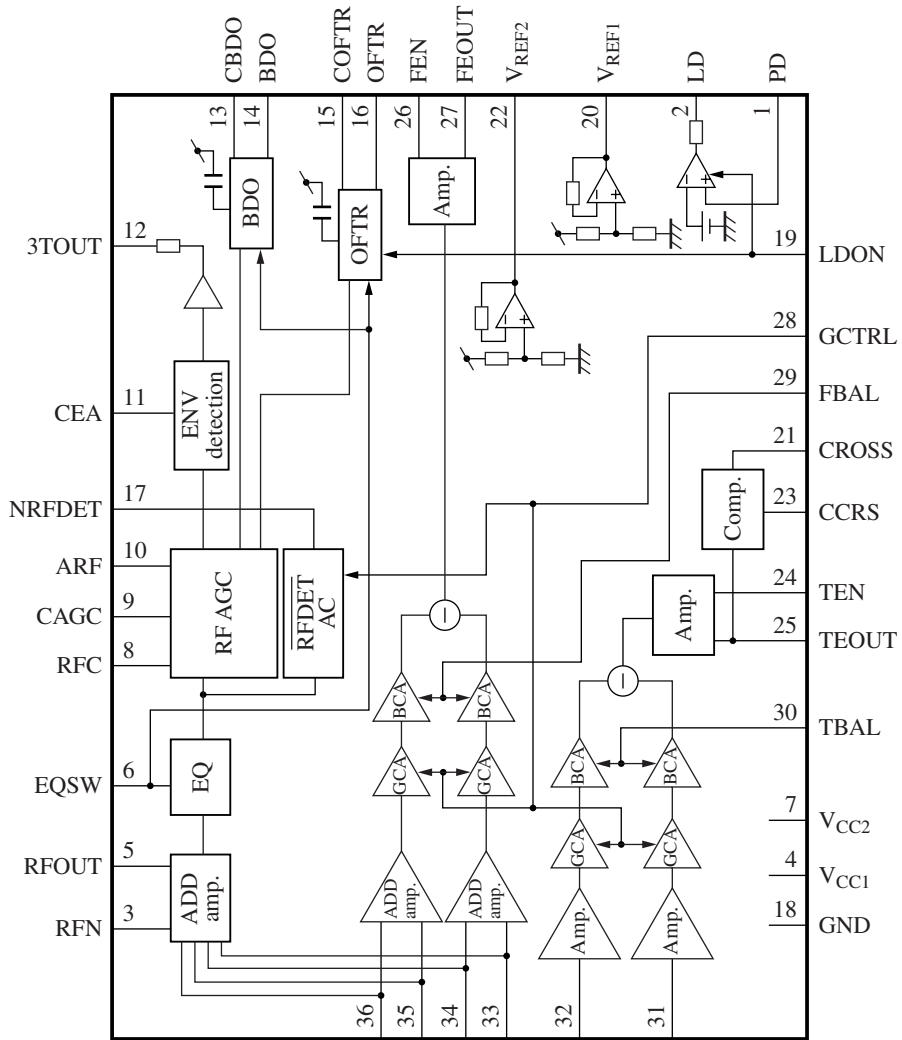 CBDO
BDO
COFTR
OFTR
FEN
FEOUT
VREF2
VREF1
LD
PD
13
14
15
16
26
27
22
20
2
1
BDO
OFTR
Amp.
3TOUT
12
19
LDON
28
GCTRL
29
FBAL
ENV
detection
CEA
11
21
CROSS
Comp.
23
CCRS
NRFDET
17
ARF
10
CAGC
9
RFC
8
RF AGC
RFDET
AC
24
TEN
Amp.
25
TEOUT
BCA
BCA
30
TBAL
EQSW
6
EQ
GCA
GCA
BCA
BCA
7
VCC2
GCA
GCA
RFOUT
5
RFN
3
ADD
amp.
ADD
amp.
ADD
amp.
4
VCC1
18
GND
Amp.
Amp.
36
35
34
33
32
31